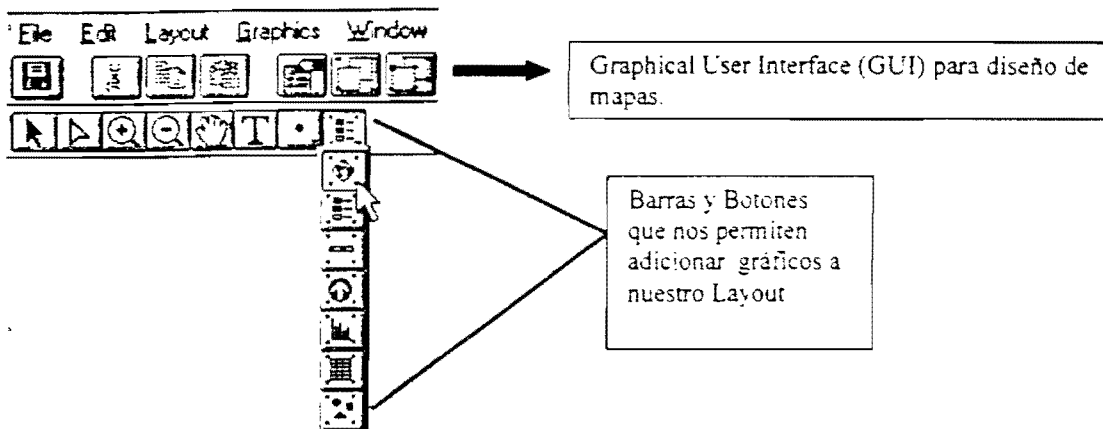 File Edit Layout Graphics Window
Graphical User Interface (GUI) para diseño de
mapas.
T
Barras y Botones
que nos permiten
adicionar gráficos a
nuestro Layout